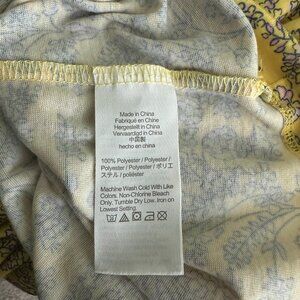 Made in China
Fabriqué en Chine
Hergestellt in China
Vervaardigd in China
中国製
hecho en china
100% Polyester / Polyester /
Polyester / Polyester / ポリエ
ステル / poliéster
Machine Wash Cold With Like
Colors. Non-Chlorine Bleach
Only. Tumble Dry Low. Iron on
Lowest Setting.